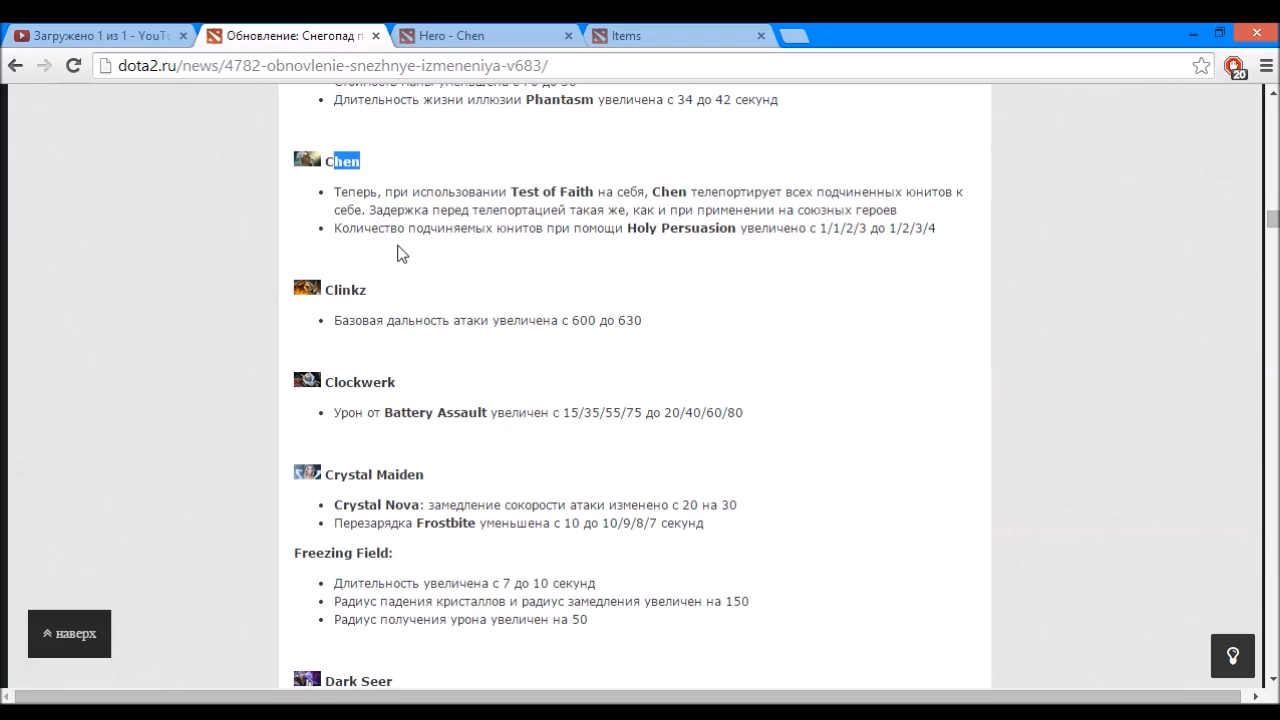 Загружено 1 из 1 - YouTu
Обновление: Снегопад п
Hero - Chen
Items
dota2.ru/news/4782-obnovlenie-snezhnye-izmeneniya-v683/
20
Длительность жизни иллюзии Phantasm увеличена с 34 до 42 секунд
Chen
Теперь, при использовании Test of Faith на себя, Chen телепортирует всех подчиненных юнитов к
себе. Задержка перед телепортацией такая же, как и при применении на союзных героев
Количество подчиняемых юнитов при помощи Holy Persuasion увеличено с 1/1/2/3 до 1/2/3/4
Clinkz
Базовая дальность атаки увеличена с 600 до 630
Clockwerk
Урон от Battery Assault увеличен с 15/35/55/75 до 20/40/60/80
Crystal Maiden
Crystal Nova: замедление сокорости атаки изменено с 20 на 30
Перезарядка Frostbite уменьшена с 10 до 10/9/8/7 секунд
Freezing Field:
Длительность увеличена с 7 до 10 секунд
Радиус падения кристаллов и радиус замедления увеличен на 150
Радиус получения урона увеличен на 50
наверх
Dark Seer